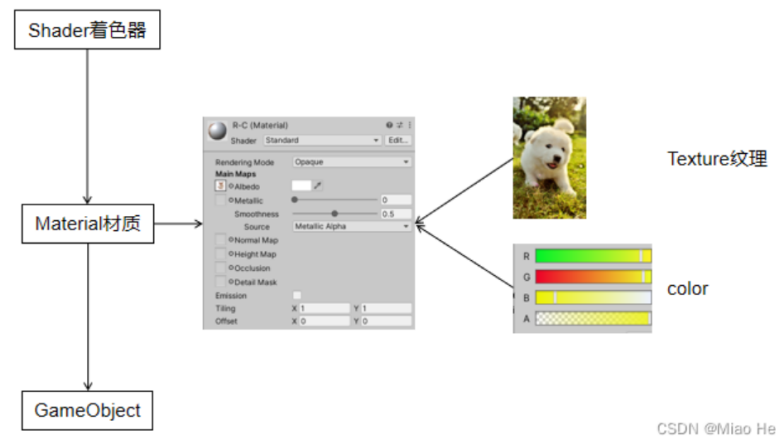 Shader着色器
R-C (Material)
Shader Standard Edit...
Rendering Mode Opaque
Main Maps
Albedo
Metallic 0
Smoothness 0.5
Source Metallic Alpha
Normal Map
Height Map
Occlusion
Detail Mask
Emission
Tiling X 1 Y 1
Offset X 0 Y 0
Material材质
GameObject
Texture纹理
R
G
B
A
color
CSDN @Miao He